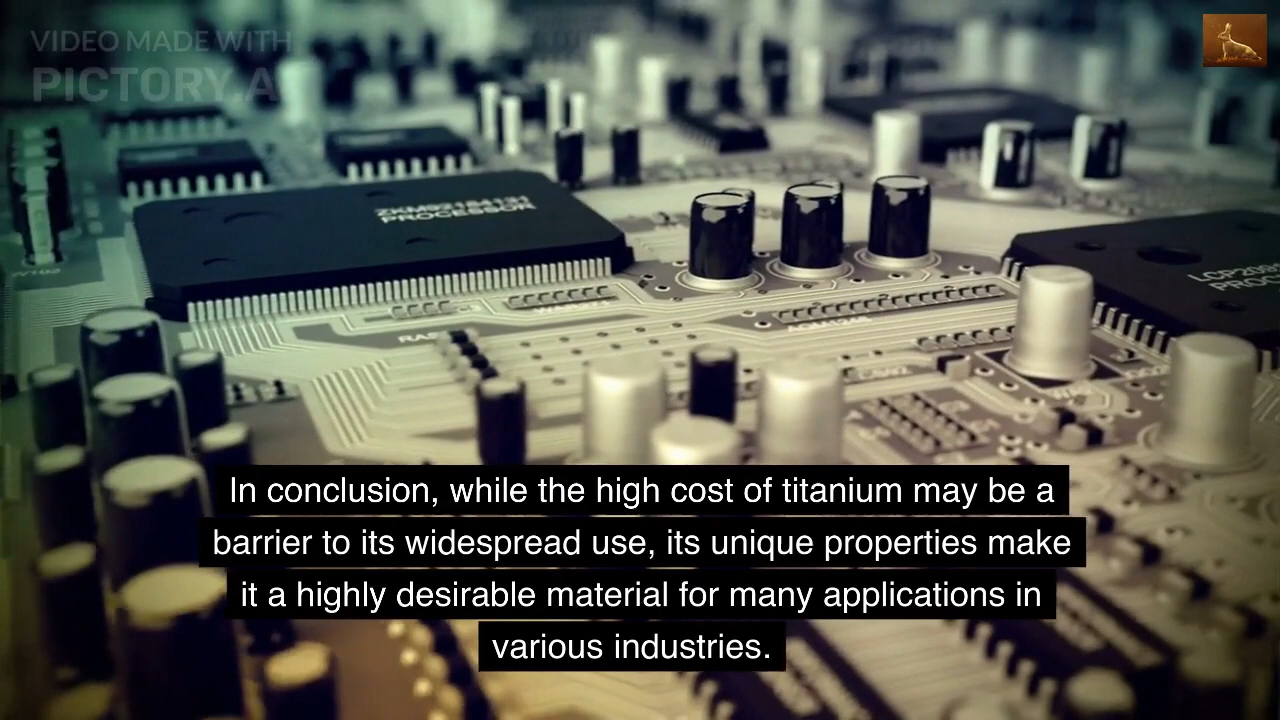 VIDEO MADE WITH
PICTORY.A
PROCESSOR
In conclusion, while the high cost of titanium may be a
barrier to its widespread use, its unique properties make
it a highly desirable material for many applications in
various industries.